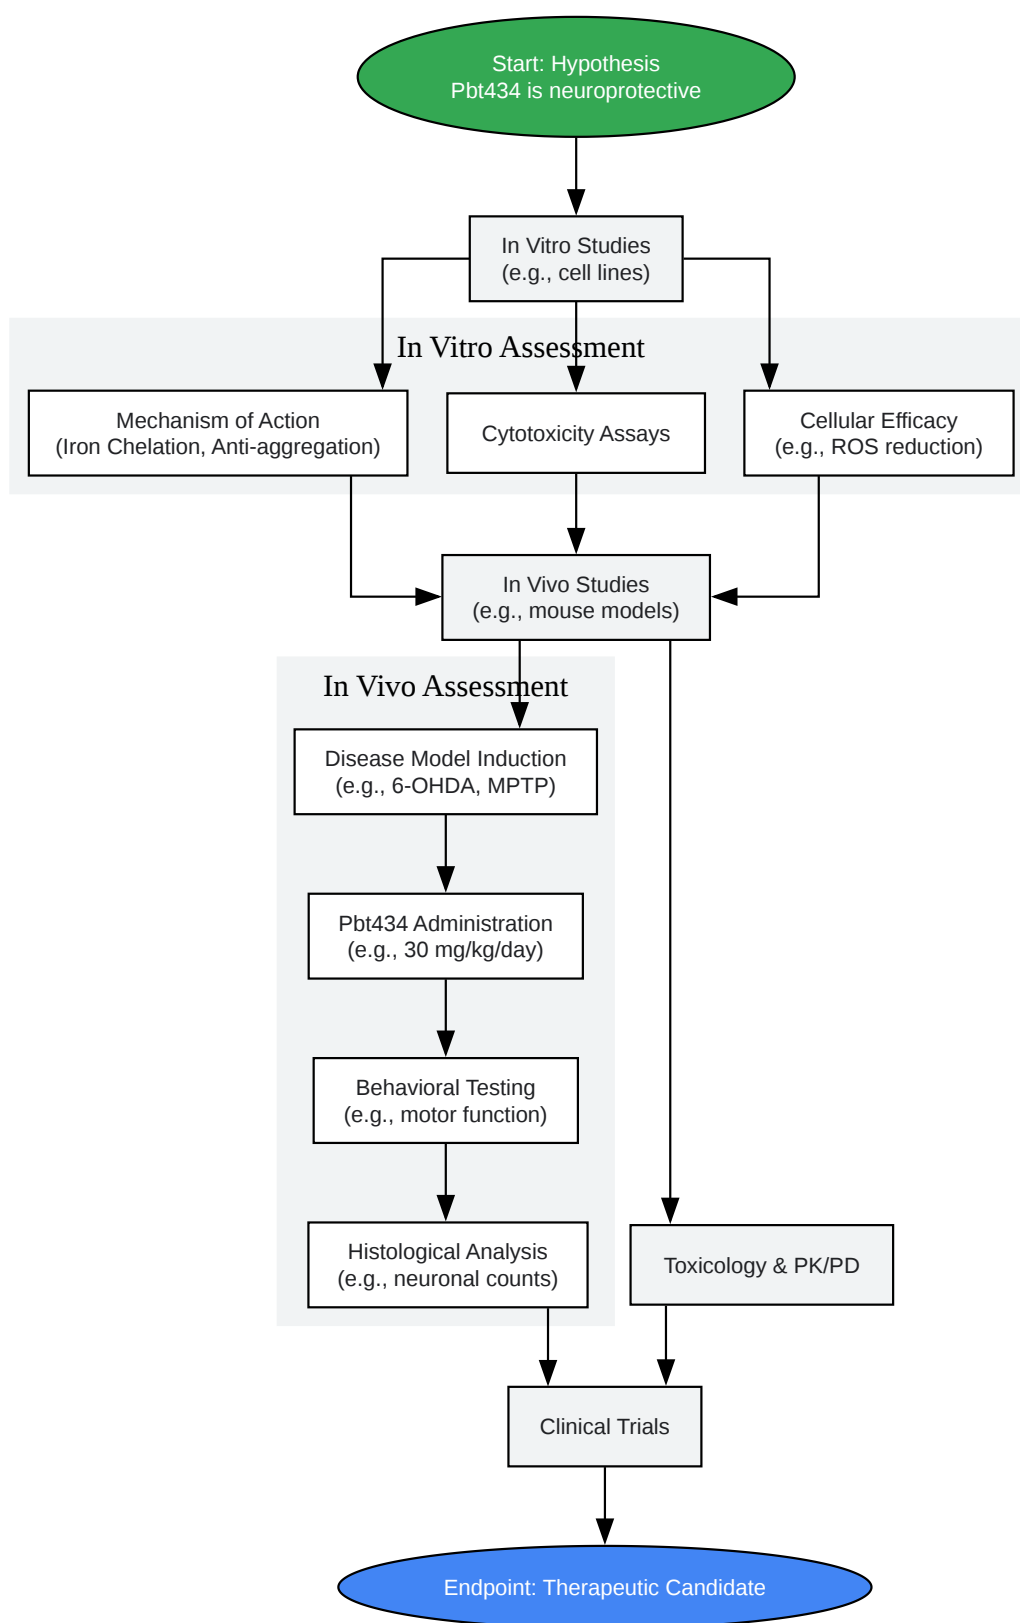 Start: Hypothesis
Pbt434 is neuroprotective
In Vitro Studies
(e.g., cell lines)
In Vitro Assessment
Mechanism of Action
(Iron Chelation, Anti-aggregation)
Cytotoxicity Assays
Cellular Efficacy
(e.g., ROS reduction)
In Vivo Studies
(e.g., mouse models)
In Vivo Assessment
Disease Model Induction
(e.g., 6-OHDA, MPTP)
Pbt434 Administration
(e.g., 30 mg/kg/day)
Behavioral Testing
(e.g., motor function)
Histological Analysis
(e.g., neuronal counts)
Toxicology & PK/PD
Clinical Trials
Endpoint: Therapeutic Candidate